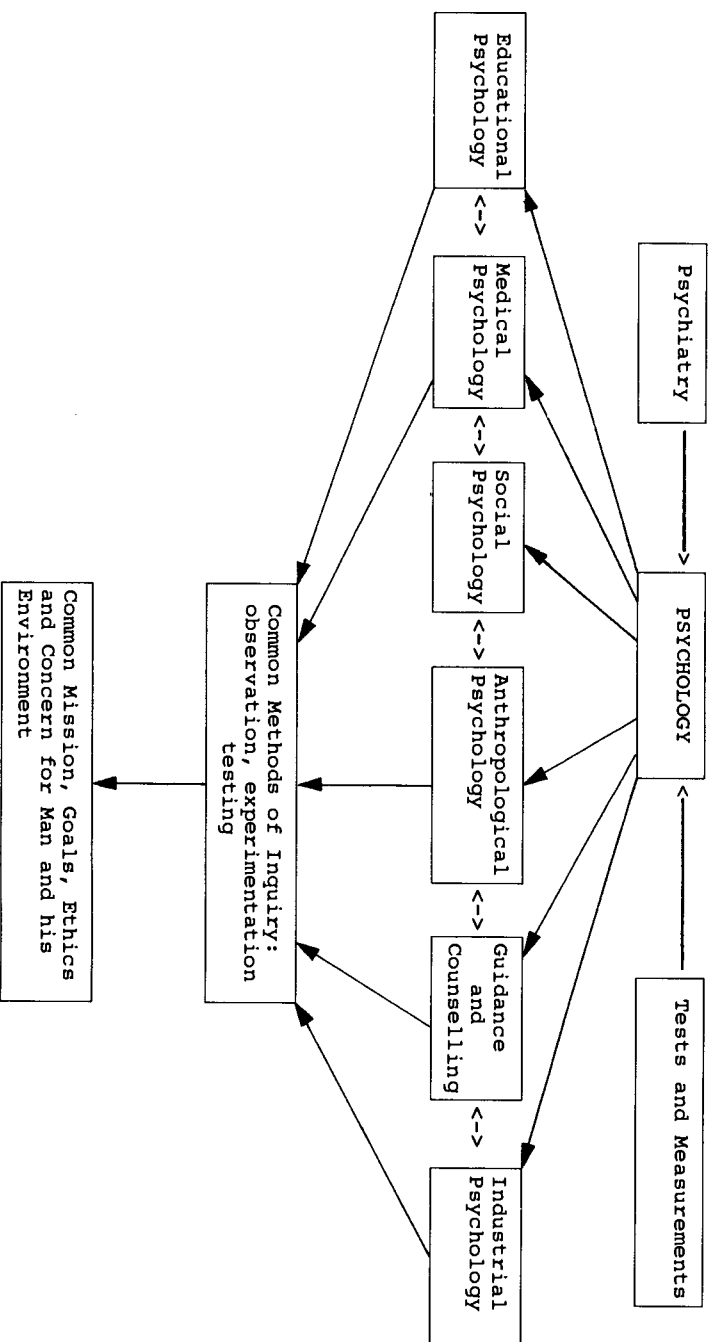 Psychiatry
PSYCHOLOGY
Tests and Measurements
Educational
Psychology
<->
Medical
Psychology
<->
Social
Psychology
<->
Anthropological
Psychology
<->
Guidance
and
Counselling
<->
Industrial
Psychology
Common Methods of Inquiry:
observation, experimentation
testing
Common Mission, Goals, Ethics
and Concern for Man and his
Environment